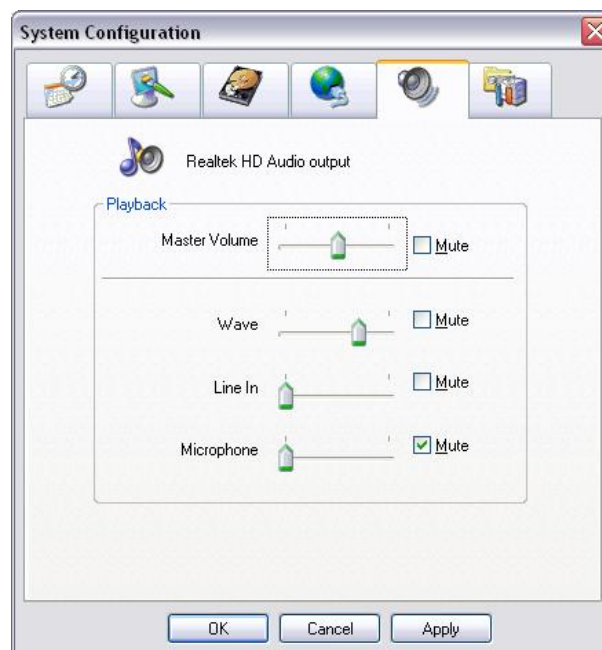 System Configuration
Realtek HD Audio output
Playback
Master Volume
Mute
Wave
Mute
Line In
Mute
Microphone
Mute
OK
Cancel
Apply